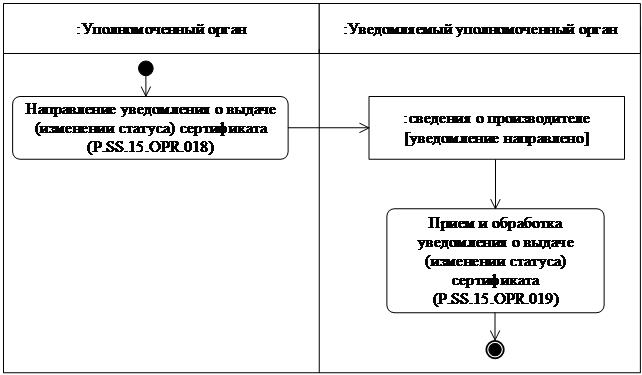 :Уполномоченный орган
:Уведомляемый уполномоченный орган
Направление уведомления о выдаче
(изменении статуса) сертификата
(P.SS.15.OPR.018)
:сведения о производителе
[уведомление направлено]
Прием и обработка
уведомления о выдаче
(изменении статуса)
сертификата
(P.SS.15.OPR.019)